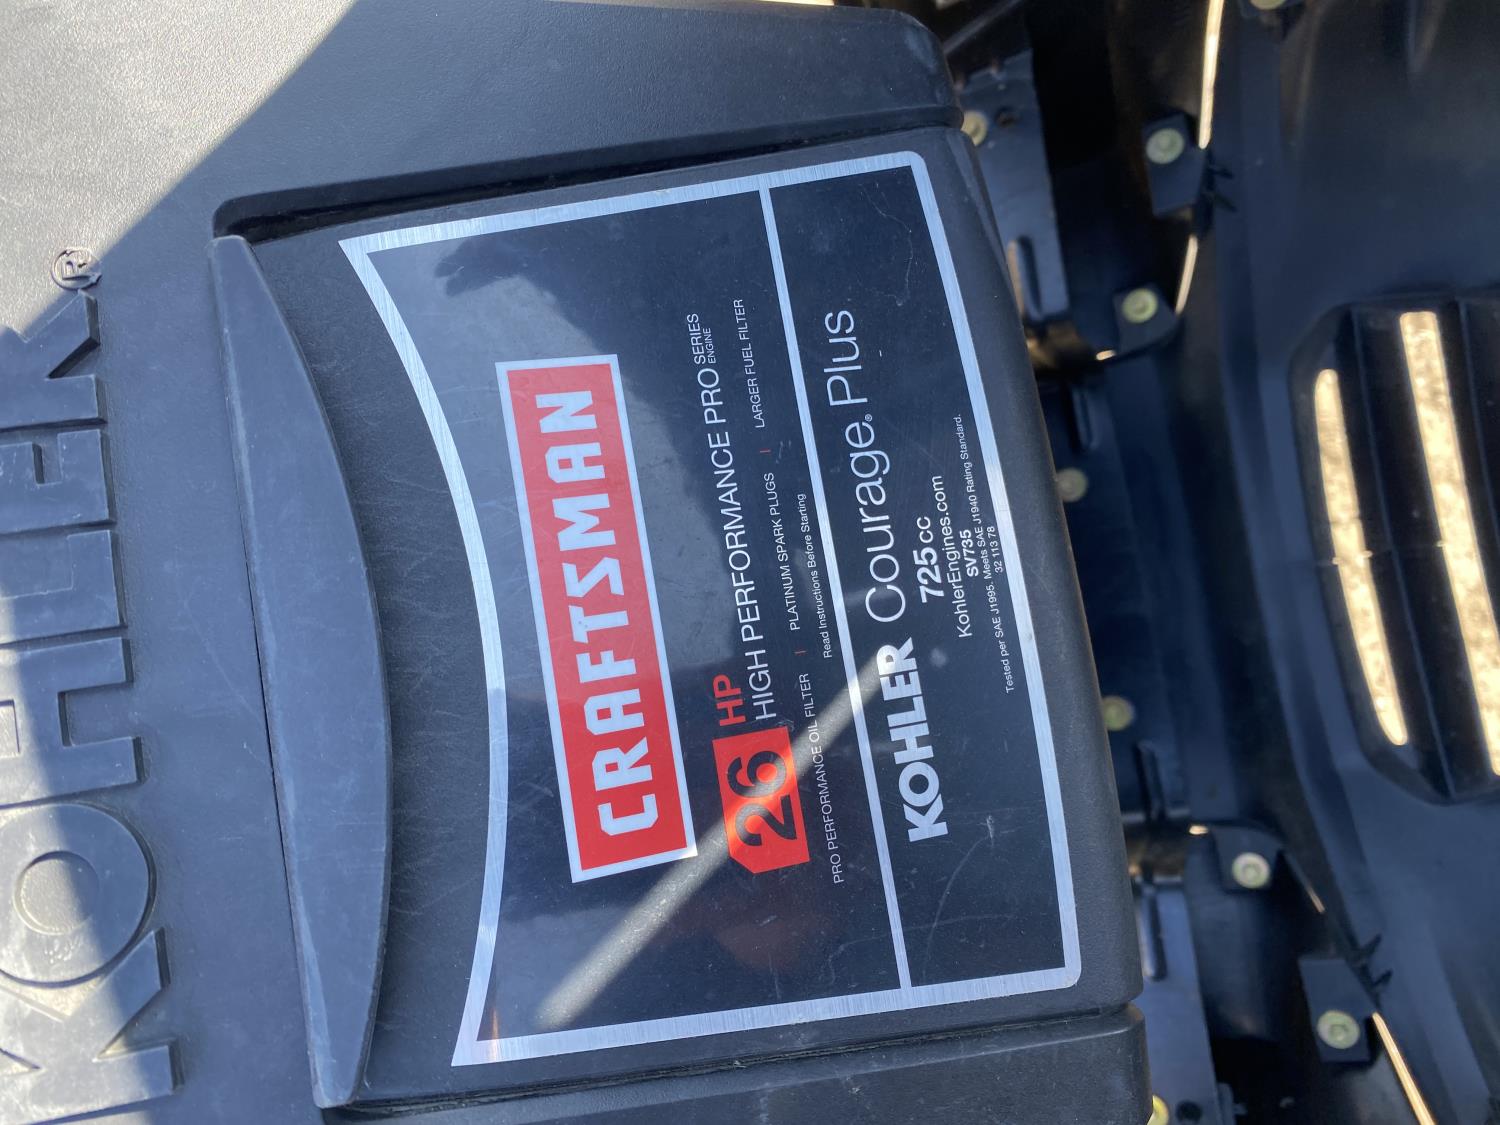 KOHLER®
CRAFTSMAN
26 HP
HIGH PERFORMANCE PRO SERIES
ENGINE
PRO PERFORMANCE OIL FILTER | PLATINUM SPARK PLUGS | LARGER FUEL FILTER
Read Instructions Before Starting
KOHLER Courage® Plus
725 cc
KohlerEngines.com
SV735
Tested per SAE J1995. Meets SAE J1940 Rating Standard.
32 113 78